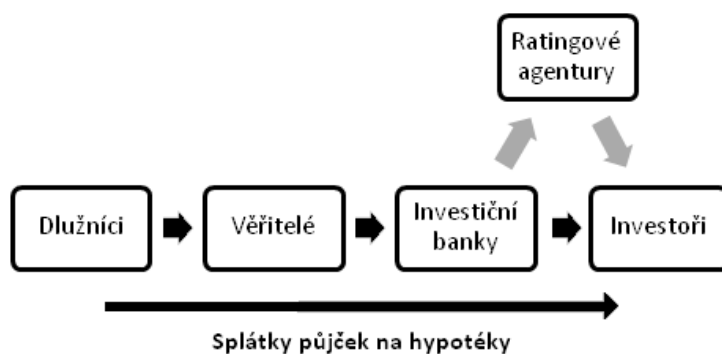 Ratingové
agentury
Dlužníci
Věřitelé
Investiční
banky
Investoři
Splátky půjček na hypotéky